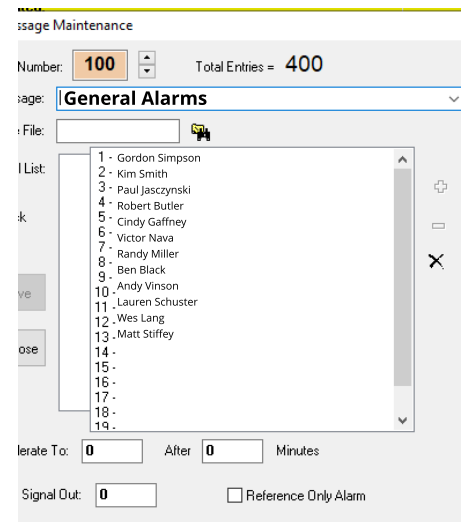 ssage Maintenance
Number: 100 Total Entries = 400
sage: General Alarms
File:
l List:
1 - Gordon Simpson
2 - Kim Smith
3 - Paul Jasczynski
4 - Robert Butler
5 - Cindy Gaffney
6 - Victor Nava
7 - Randy Miller
8 - Ben Black
9 - Andy Vinson
10 - Lauren Schuster
11 - Wes Lang
12 - Matt Stiffey
13 -
14 -
15 -
16 -
17 -
18 -
19 -
ck
ve
ose
lerate To: 0 After 0 Minutes
Signal Out: 0 Reference Only Alarm